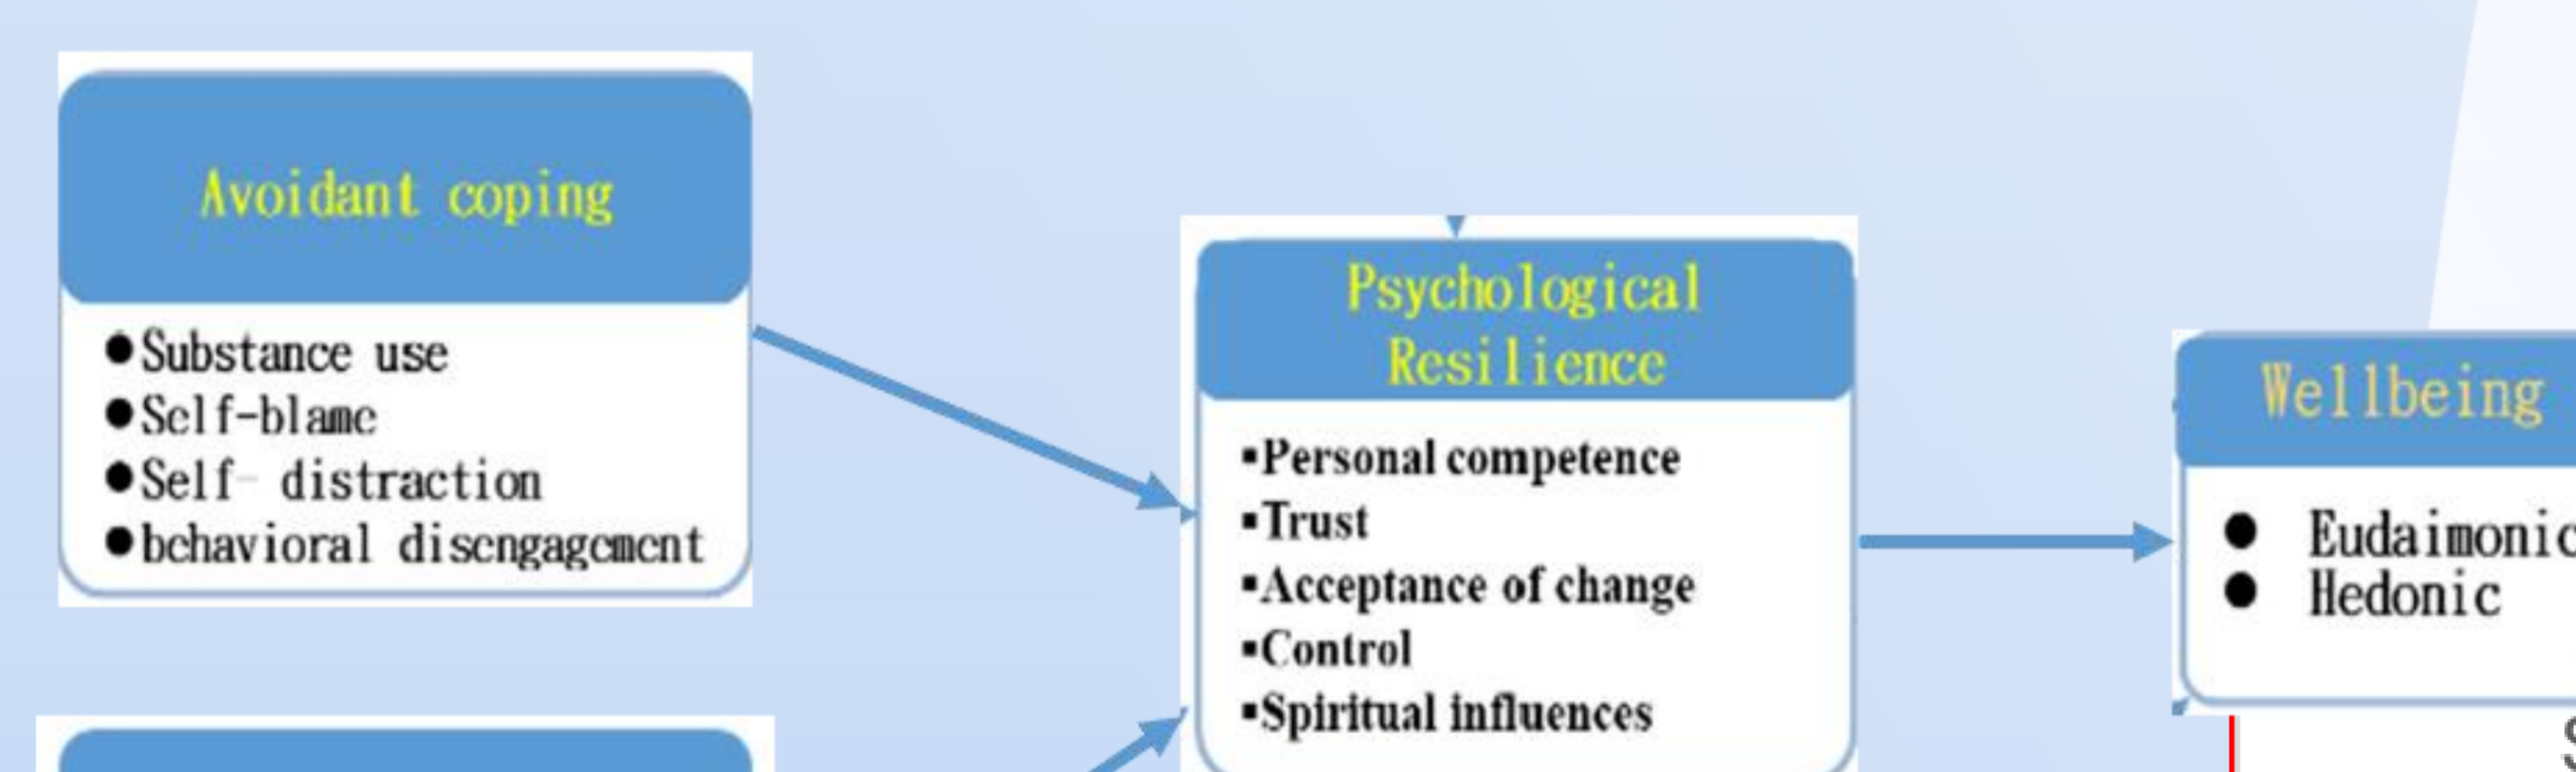 Avoidant coping
●Substance use
●Self-blame
●Self- distraction
●behavioral disengagement
Psychological
Resilience
▪Personal competence
▪Trust
▪Acceptance of change
▪Control
▪Spiritual influences
Wellbeing
● Eudaimonic
● Hedonic